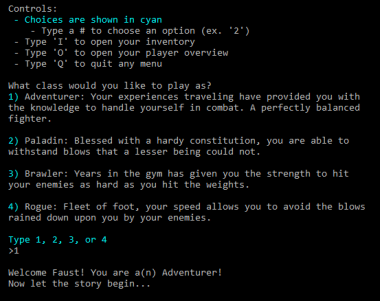 Controls:
- Choices are shown in cyan
- Type a # to choose an option (ex. '2')
- Type 'I' to open your inventory
- Type 'O' to open your player overview
- Type 'Q' to quit any menu
What class would you like to play as?
1) Adventurer: Your experiences traveling have provided you with
the knowledge to handle yourself in combat. A perfectly balanced
fighter.
2) Paladin: Blessed with a hardy constitution, you are able to
withstand blows that a lesser being could not.
3) Brawler: Years in the gym has given you the strength to hit
your enemies as hard as you hit the weights.
4) Rogue: Fleet of foot, your speed allows you to avoid the blows
rained down upon you by your enemies.
Type 1, 2, 3, or 4
>1
Welcome Faust! You are a(n) Adventurer!
Now let the story begin...